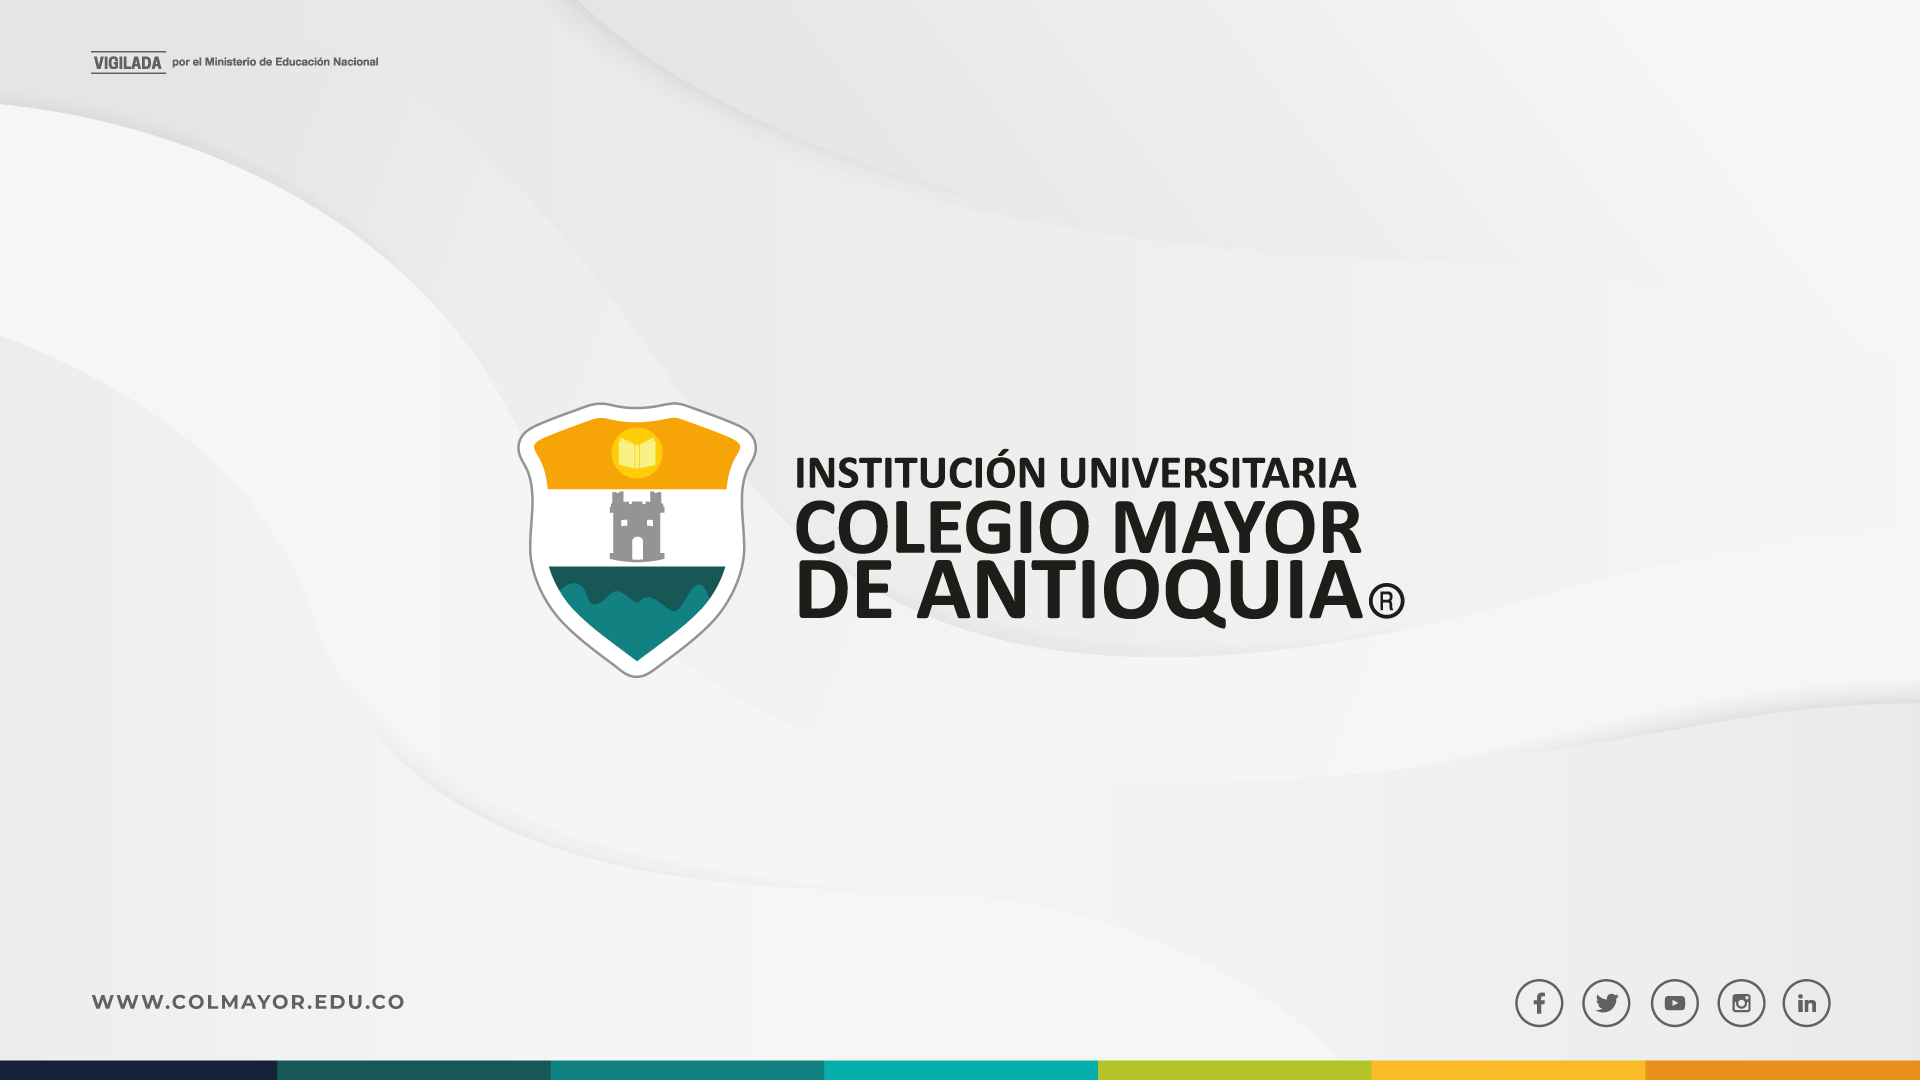 VIGILADA por el Ministerio de Educación Nacional
INSTITUCIÓN UNIVERSITARIA
COLEGIO MAYOR
DE ANTIOQUIA®
WWW.COLMAYOR.EDU.CO